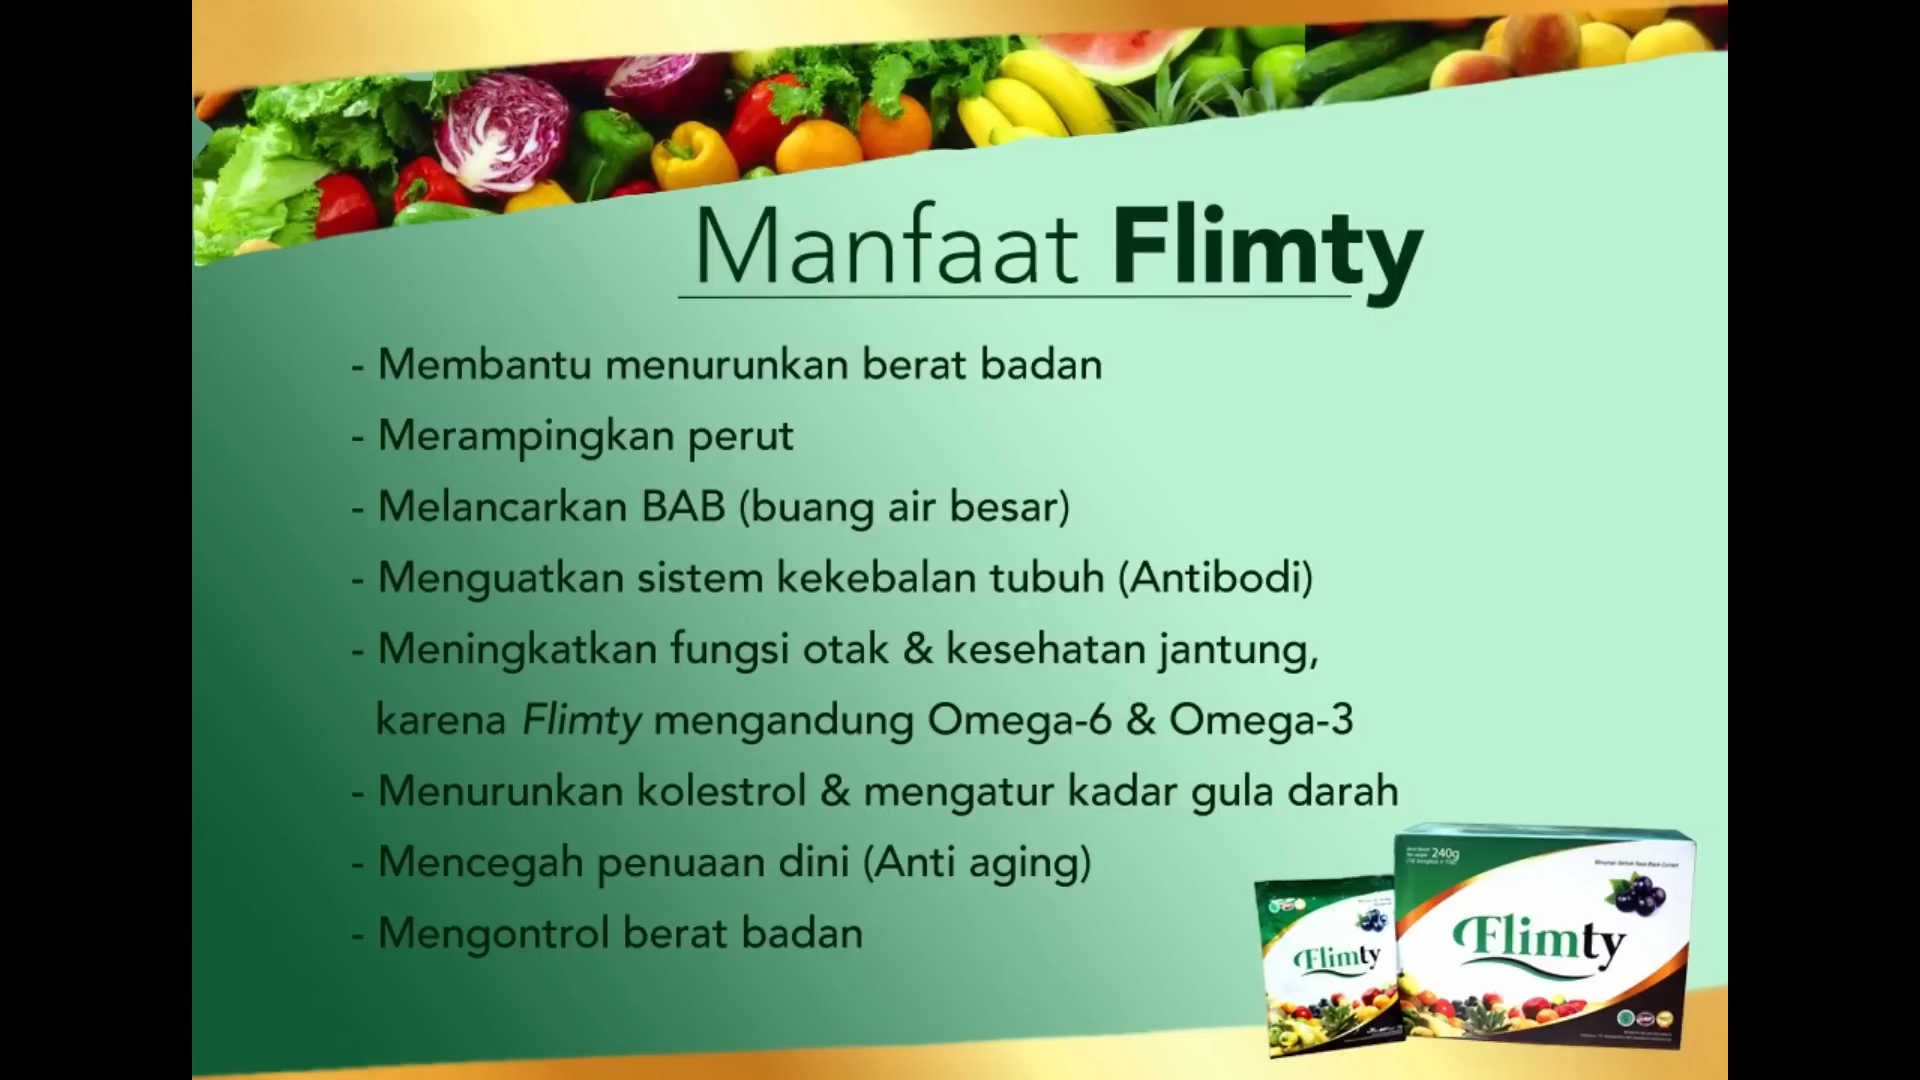 Manfaat Flimty
- Membantu menurunkan berat badan
- Merampingkan perut
- Melancarkan BAB (buang air besar)
- Menguatkan sistem kekebalan tubuh (Antibodi)
- Meningkatkan fungsi otak & kesehatan jantung,
karena Flimty mengandung Omega-6 & Omega-3
- Menurunkan kolestrol & mengatur kadar gula darah
- Mencegah penuaan dini (Anti aging)
- Mengontrol berat badan
240g
Flimty
Flimty